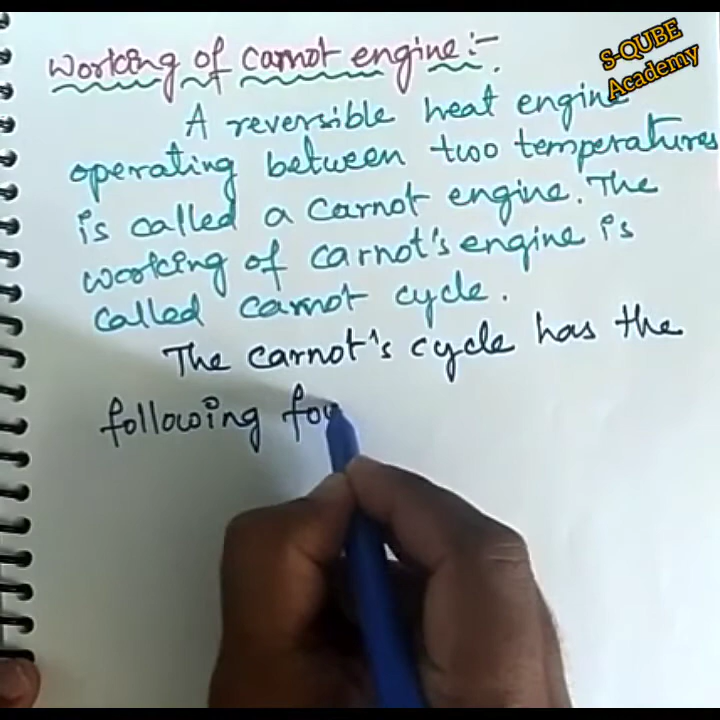 Working of carnot engine:-
S-QUBE
Academy
A reversible heat engine
operating between two temperatures
is called a carnot engine. The
working of carnot's engine is
called carnot cycle.
The carnot's cycle has the
following fou